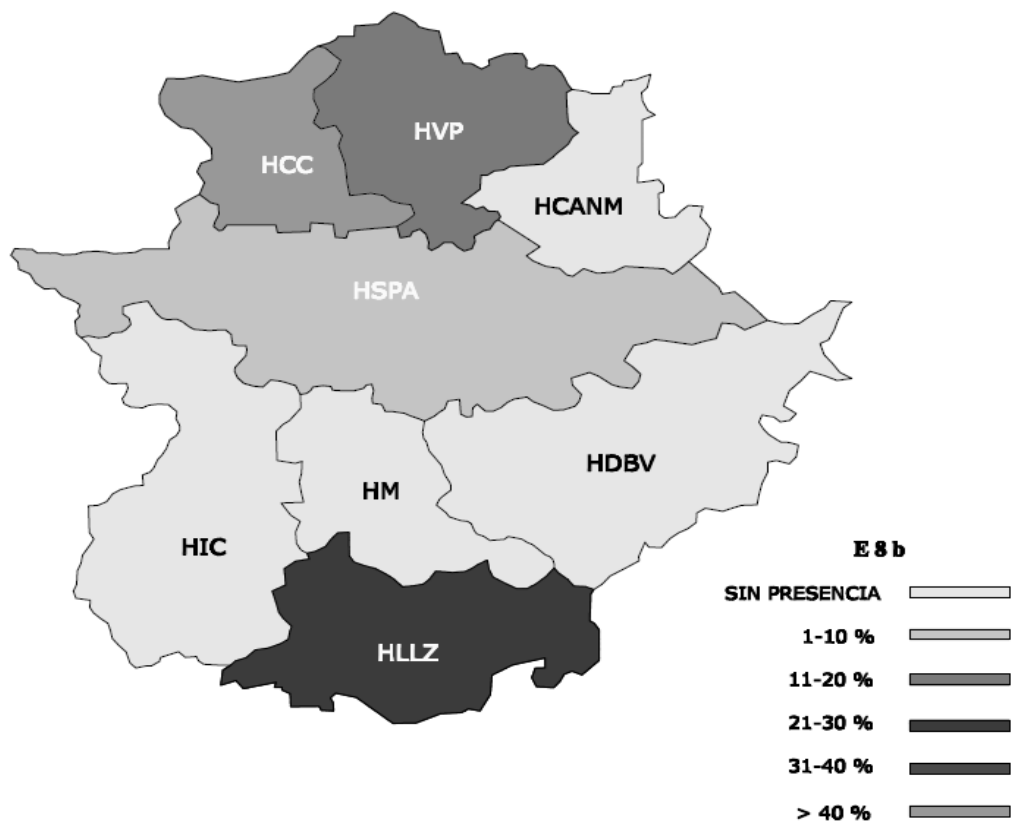 HVP
HCC
HCANM
HSPA
HDBV
HM
HIC
HLLZ
E 8 b
SIN PRESENCIA
1-10 %
11-20 %
21-30 %
31-40 %
> 40 %